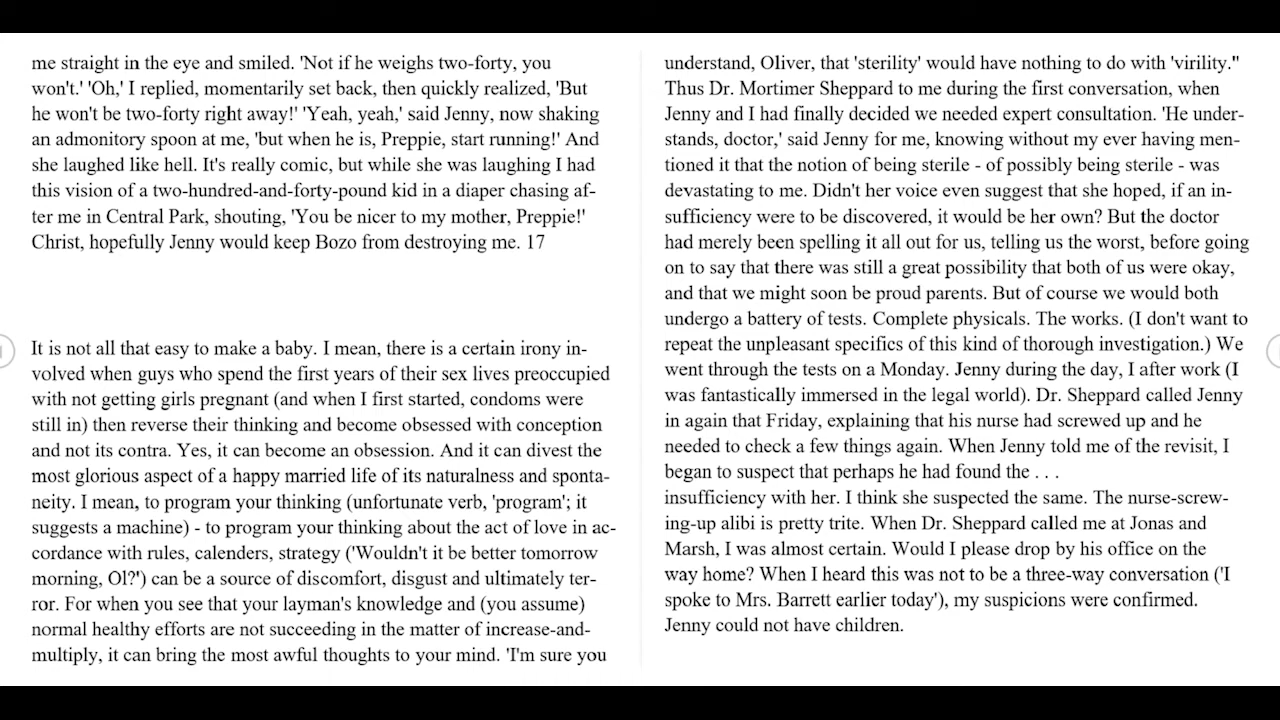 me straight in the eye and smiled. 'Not if he weighs two-forty, you
won't.' 'Oh,' I replied, momentarily set back, then quickly realized, 'But
he won't be two-forty right away!' 'Yeah, yeah,' said Jenny, now shaking
an admonitory spoon at me, 'but when he is, Preppie, start running!' And
she laughed like hell. It's really comic, but while she was laughing I had
this vision of a two-hundred-and-forty-pound kid in a diaper chasing af-
ter me in Central Park, shouting, 'You be nicer to my mother, Preppie!'
Christ, hopefully Jenny would keep Bozo from destroying me. 17
It is not all that easy to make a baby. I mean, there is a certain irony in-
volved when guys who spend the first years of their sex lives preoccupied
with not getting girls pregnant (and when I first started, condoms were
still in) then reverse their thinking and become obsessed with conception
and not its contra. Yes, it can become an obsession. And it can divest the
most glorious aspect of a happy married life of its naturalness and sponta-
neity. I mean, to program your thinking (unfortunate verb, 'program'; it
suggests a machine) - to program your thinking about the act of love in ac-
cordance with rules, calenders, strategy ('Wouldn't it be better tomorrow
morning, Ol?') can be a source of discomfort, disgust and ultimately ter-
ror. For when you see that your layman's knowledge and (you assume)
normal healthy efforts are not succeeding in the matter of increase-and-
multiply, it can bring the most awful thoughts to your mind. 'I'm sure you
understand, Oliver, that 'sterility' would have nothing to do with 'virility."
Thus Dr. Mortimer Sheppard to me during the first conversation, when
Jenny and I had finally decided we needed expert consultation. 'He under-
stands, doctor,' said Jenny for me, knowing without my ever having men-
tioned it that the notion of being sterile - of possibly being sterile - was
devastating to me. Didn't her voice even suggest that she hoped, if an in-
sufficiency were to be discovered, it would be her own? But the doctor
had merely been spelling it all out for us, telling us the worst, before going
on to say that there was still a great possibility that both of us were okay,
and that we might soon be proud parents. But of course we would both
undergo a battery of tests. Complete physicals. The works. (I don't want to
repeat the unpleasant specifics of this kind of thorough investigation.) We
went through the tests on a Monday. Jenny during the day, I after work (I
was fantastically immersed in the legal world). Dr. Sheppard called Jenny
in again that Friday, explaining that his nurse had screwed up and he
needed to check a few things again. When Jenny told me of the revisit, I
began to suspect that perhaps he had found the . . .
insufficiency with her. I think she suspected the same. The nurse-screw-
ing-up alibi is pretty trite. When Dr. Sheppard called me at Jonas and
Marsh, I was almost certain. Would I please drop by his office on the
way home? When I heard this was not to be a three-way conversation ('I
spoke to Mrs. Barrett earlier today'), my suspicions were confirmed.
Jenny could not have children.